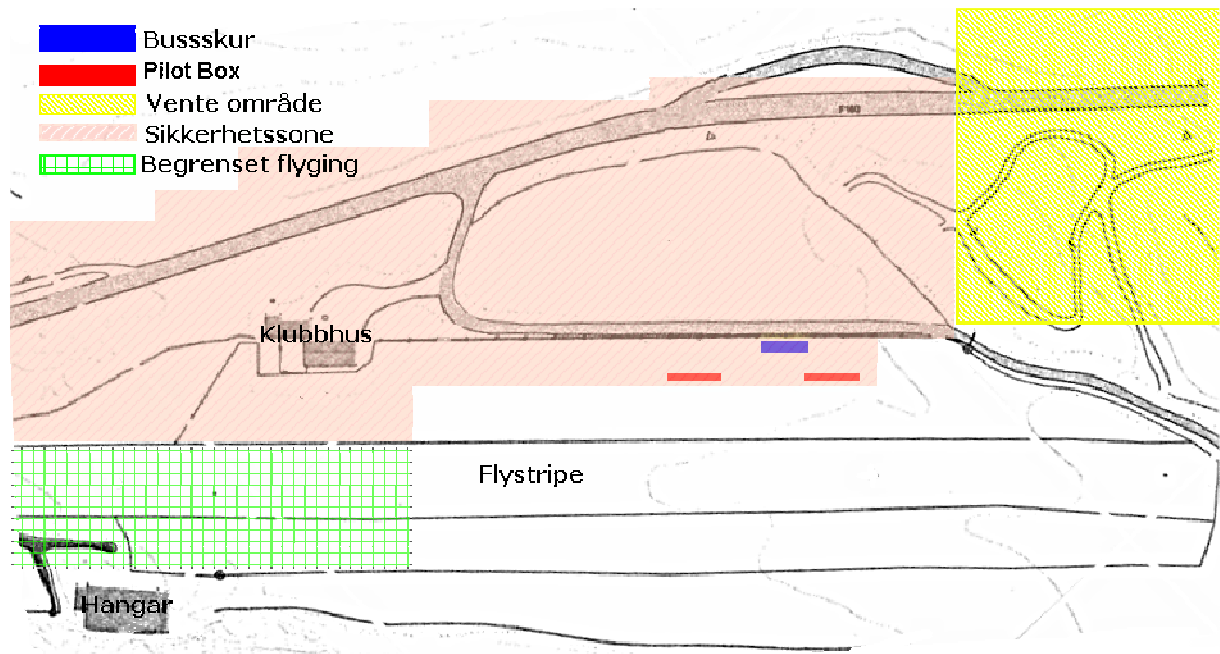 Bussskur
Pilot Box
Vente område
Sikkerhetssone
Begrenset flyging
Klubbhus
Flystripe
Hangar